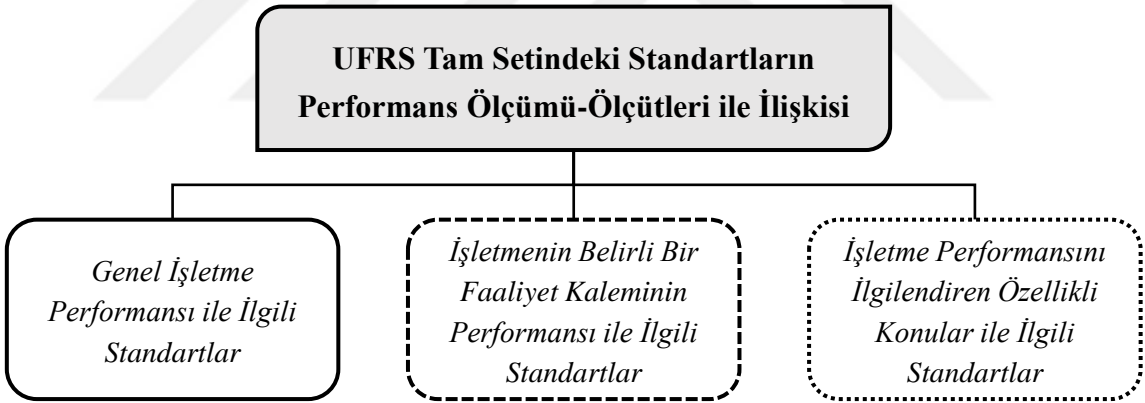 UFRS Tam Setindeki Standartların
Performans Ölçümü-Ölçütleri ile İlişkisi
Genel İşletme
Performansı ile İlgili
Standartlar
İşletmenin Belirli Bir
Faaliyet Kaleminin
Performansı ile İlgili
Standartlar
İşletme Performansını
İlgilendiren Özellikli
Konular ile İlgili
Standartlar